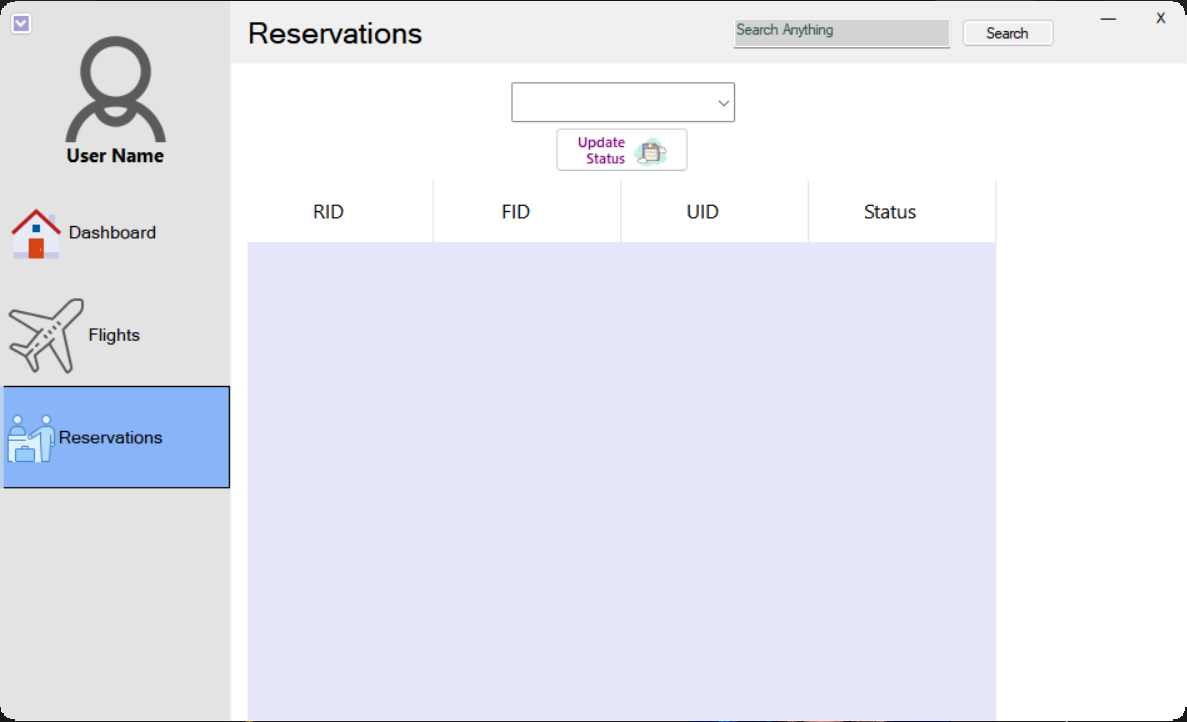 Reservations
Search Anything
Search
X
User Name
Dashboard
Flights
Reservations
Update
Status
RID
FID
UID
Status